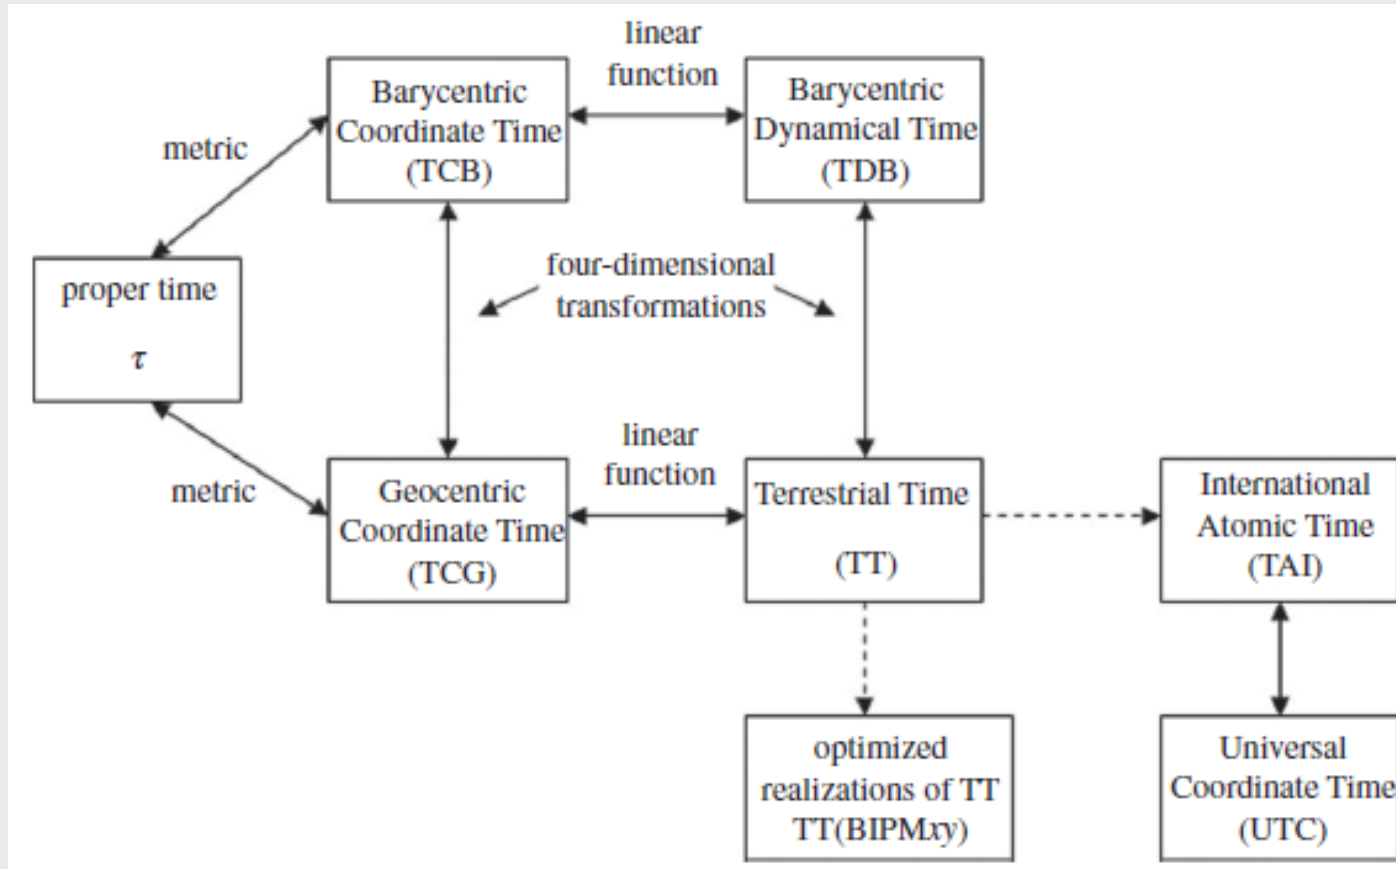 linear
function
Barycentric
Coordinate Time
(TCB)
Barycentric
Dynamical Time
(TDB)
metric
four-dimensional
transformations
proper time
τ
linear
function
metric
Geocentric
Coordinate Time
(TCG)
Terrestrial Time
(TT)
International
Atomic Time
(TAI)
optimized
realizations of TT
TT(BIPMxy)
Universal
Coordinate Time
(UTC)